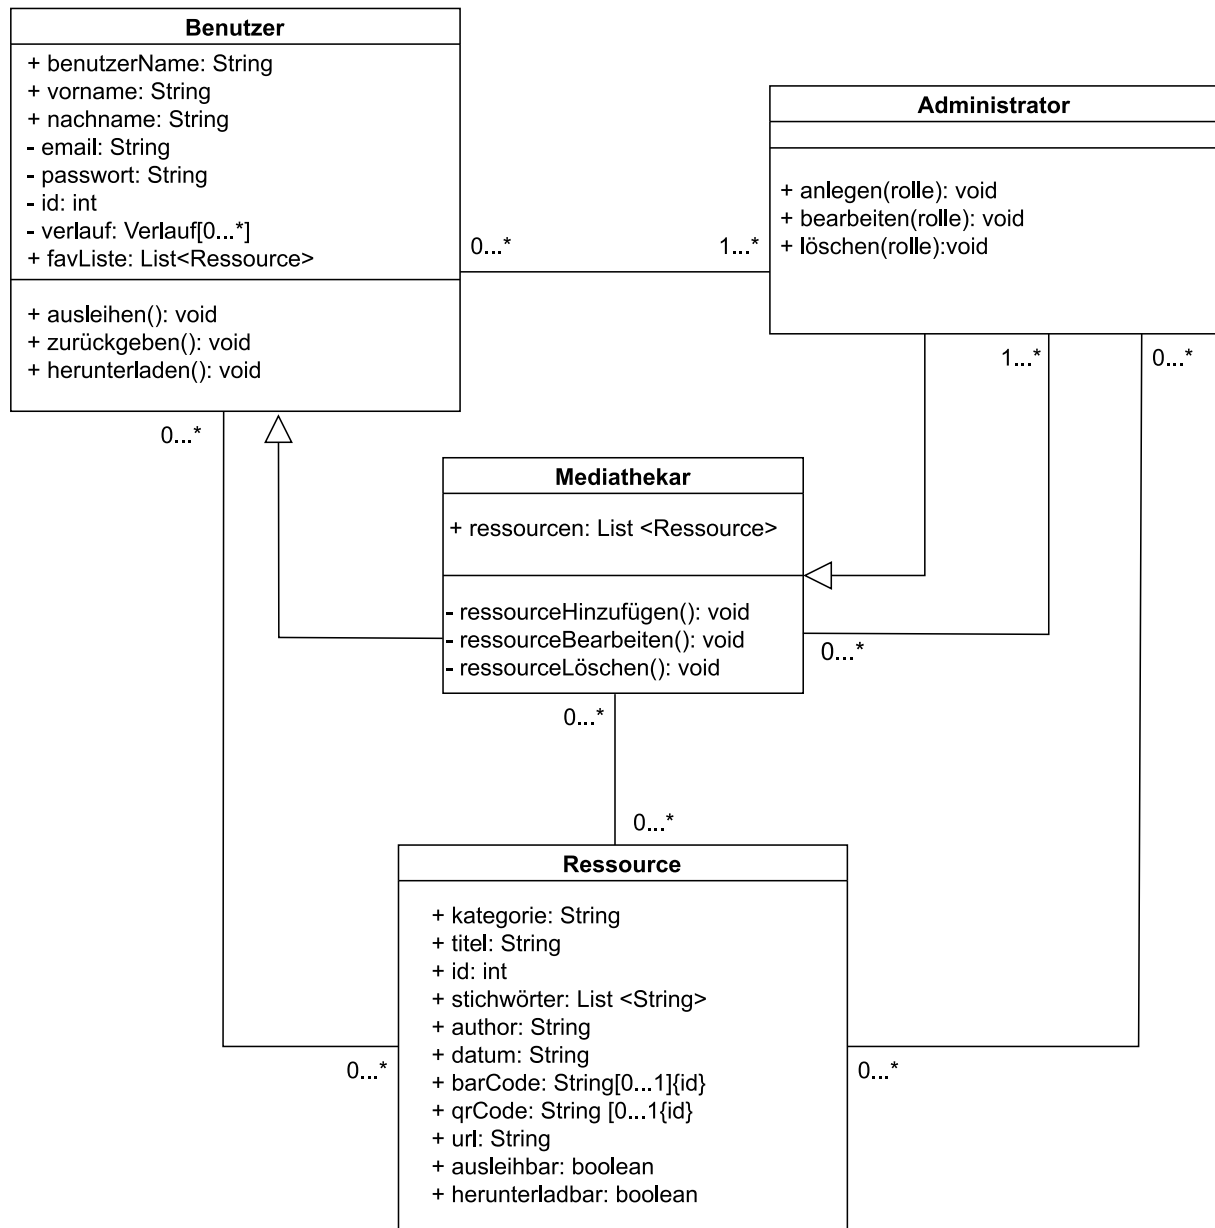 Benutzer
+ benutzerName: String
+ vorname: String
+ nachname: String
- email: String
- passwort: String
- id: int
- verlauf: Verlauf[0...*]
+ favListe: List<Ressource>
+ ausleihen(): void
+ zurückgeben(): void
+ herunterladen(): void
Administrator
+ anlegen(rolle): void
+ bearbeiten(rolle): void
+ löschen(rolle):void
0...*
1...*
1...*
0...*
0...*
Mediathekar
+ ressourcen: List <Ressource>
- ressourceHinzufügen(): void
- ressourceBearbeiten(): void
- ressourceLöschen(): void
0...*
0...*
0...*
Ressource
+ kategorie: String
+ titel: String
+ id: int
+ stichwörter: List <String>
+ author: String
+ datum: String
+ barCode: String[0...1]{id}
+ qrCode: String [0...1{id}
+ url: String
+ ausleihbar: boolean
+ herunterladbar: boolean
0...*
0...*